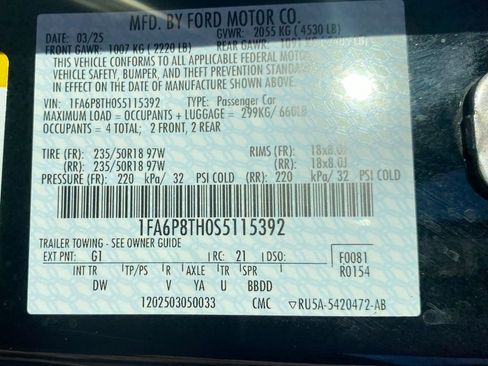 MFD. BY FORD MOTOR CO.
DATE: 03/25 GVWR: 2055 KG ( 4530 LB)
FRONT GAWR: 1007 KG ( 2220 LB) REAR GAWR:
THIS VEHICLE CONFORMS TO ALL APPLICABLE FEDERAL MOTOR
VEHICLE SAFETY, BUMPER, AND THEFT PREVENTION STANDARDS
EFFECT ON THE DATE OF MANUFACTURE SHOWN ABOVE.
VIN: 1FA6P8TH0S5115392 TYPE: Passenger Car
MAXIMUM LOAD = OCCUPANTS + LUGGAGE = 299KG/ 660LB
OCCUPANTS = 4 TOTAL; 2 FRONT, 2 REAR
TIRE (FR): 235/50R18 97W RIMS (FR): 18x8.0J
(RR): 235/50R18 97W (RR): 18x8.0J
PRESSURE (FR): 220 kPa/ 32 PSI COLD (RR): 220 kPa/ 32 PSI COLD
1FA6P8TH0S5115392
TRAILER TOWING - SEE OWNER GUIDE
EXT PNT: G1 RC: 21 DSO: F0081
INT TR TP/PS R AXLE TR SPR R0154
DW V YA U BBDD
1202503050033 CMC ▼RU5A-5420472-AB